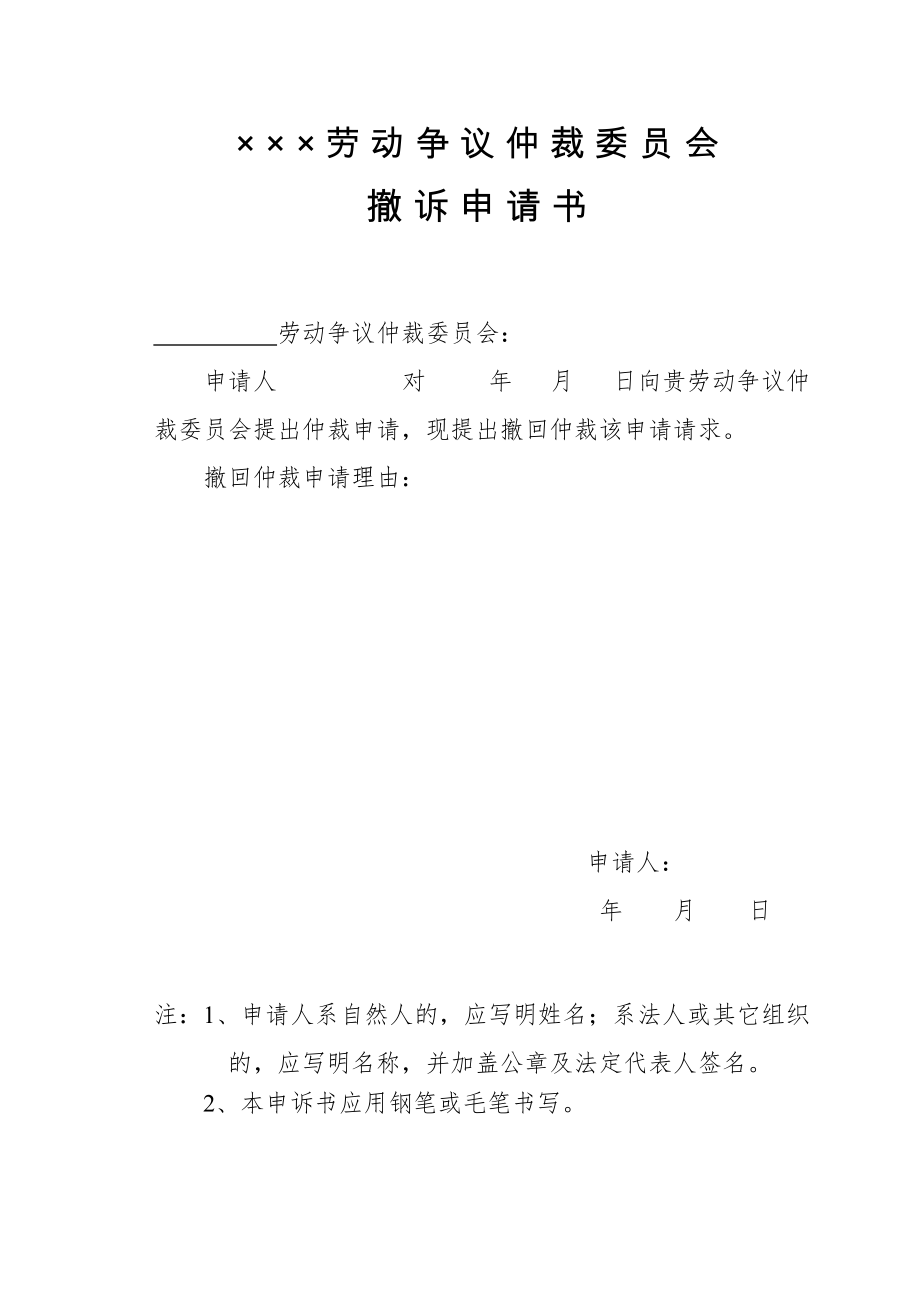 ×××劳动争议仲裁委员会
撤诉申请书
__________劳动争议仲裁委员会：
申请人　　　　　对　　　年　　月　　日向贵劳动争议仲
裁委员会提出仲裁申请，现提出撤回仲裁该申请请求。
撤回仲裁申请理由：
申请人：
年　　月　　日
注：1、申请人系自然人的，应写明姓名；系法人或其它组织
的，应写明名称，并加盖公章及法定代表人签名。
2、本申诉书应用钢笔或毛笔书写。